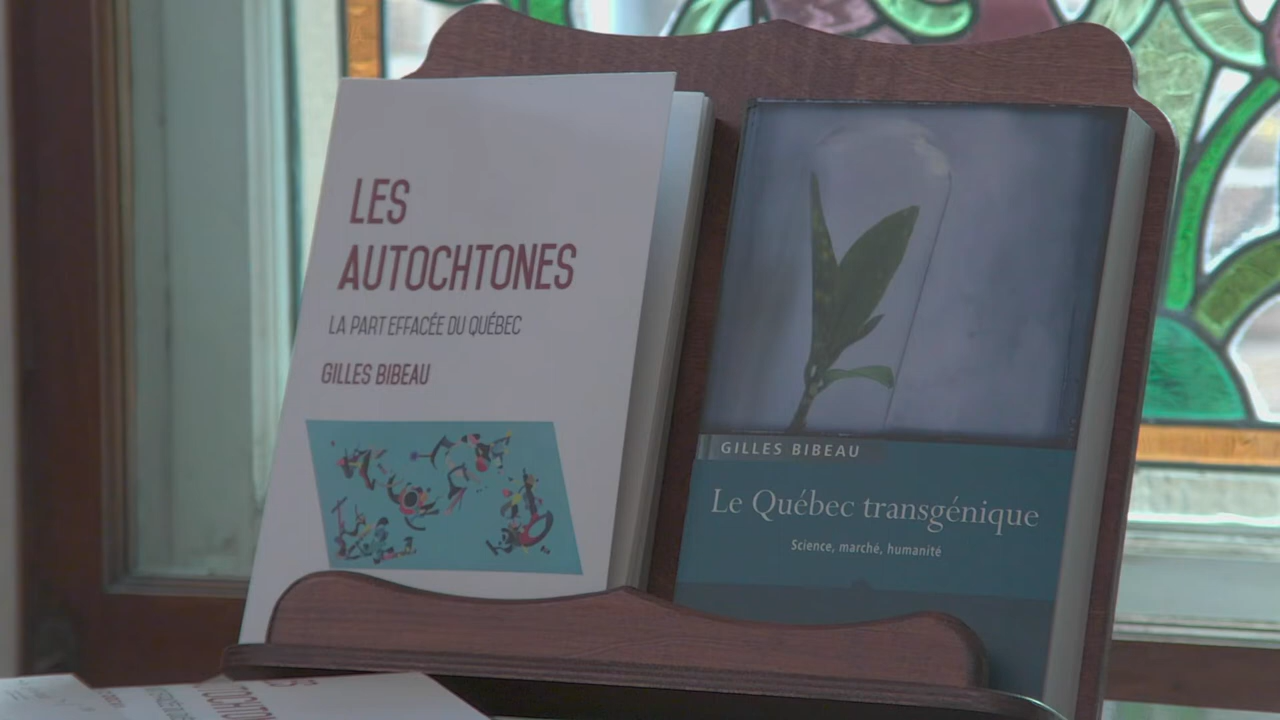 LES
AUTOCHTONES
LA PART EFFACÉE DU QUÉBEC
GILLES BIBEAU
GILLES BIBEAU
Le Québec transgénique
Science, marché, humanité